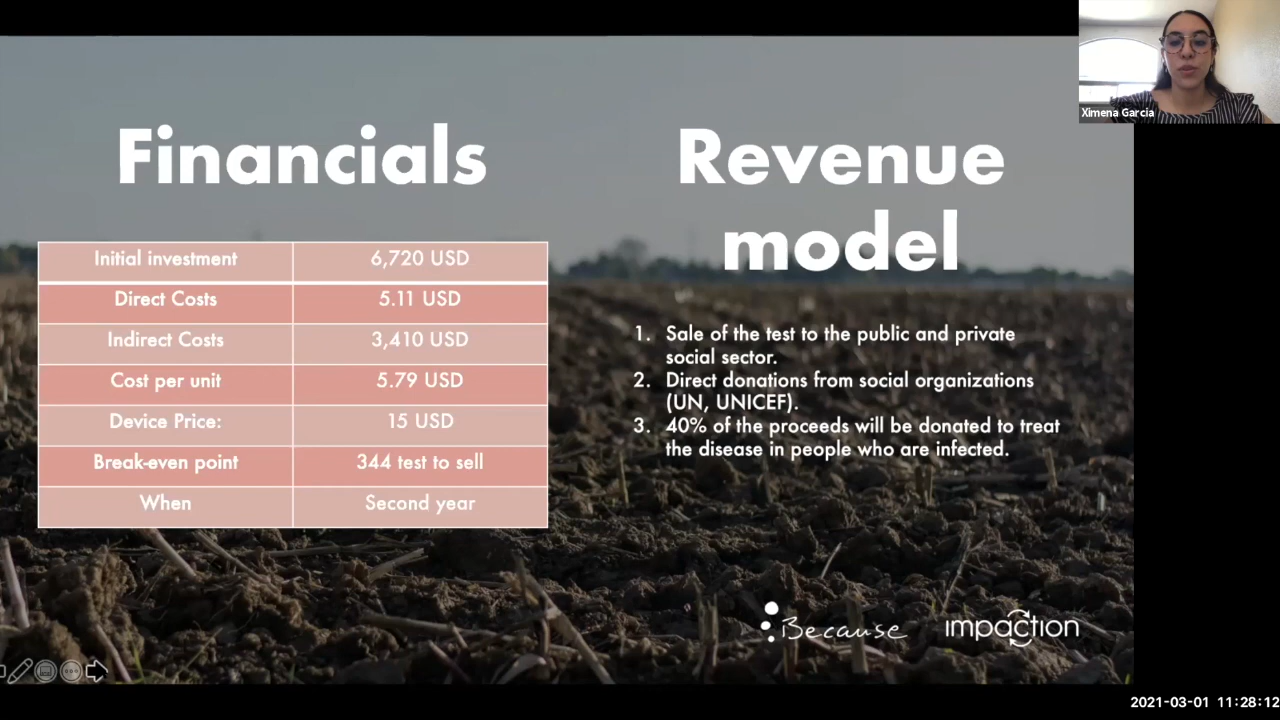 Financials
Initial investment 6,720 USD
Direct Costs 5.11 USD
Indirect Costs 3,410 USD
Cost per unit 5.79 USD
Device Price: 15 USD
Break-even point 344 test to sell
When Second year
Revenue
model
1. Sale of the test to the public and private
social sector.
2. Direct donations from social organizations
(UN, UNICEF).
3. 40% of the proceeds will be donated to treat
the disease in people who are infected.
Because impaction
Ximena Garcia
2021-03-01 11:28:12